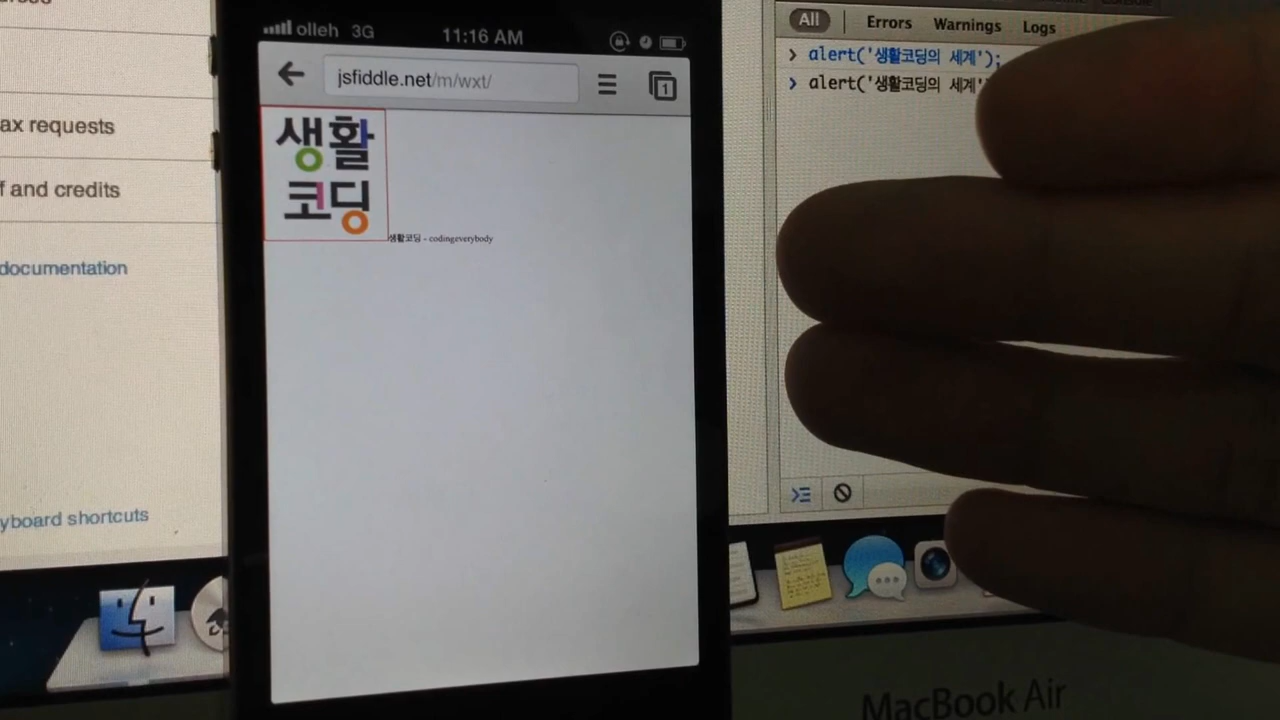 ax requests
f and credits
documentation
yboard shortcuts
olleh 3G
11:16 AM
jsfiddle.net/m/wxt/
1
생활
코딩
생활코딩 - codingeverybody
All
Errors
Warnings
Logs
> alert('생활코딩의 세계');
> alert('생활코딩의 세계'
MacBook Air